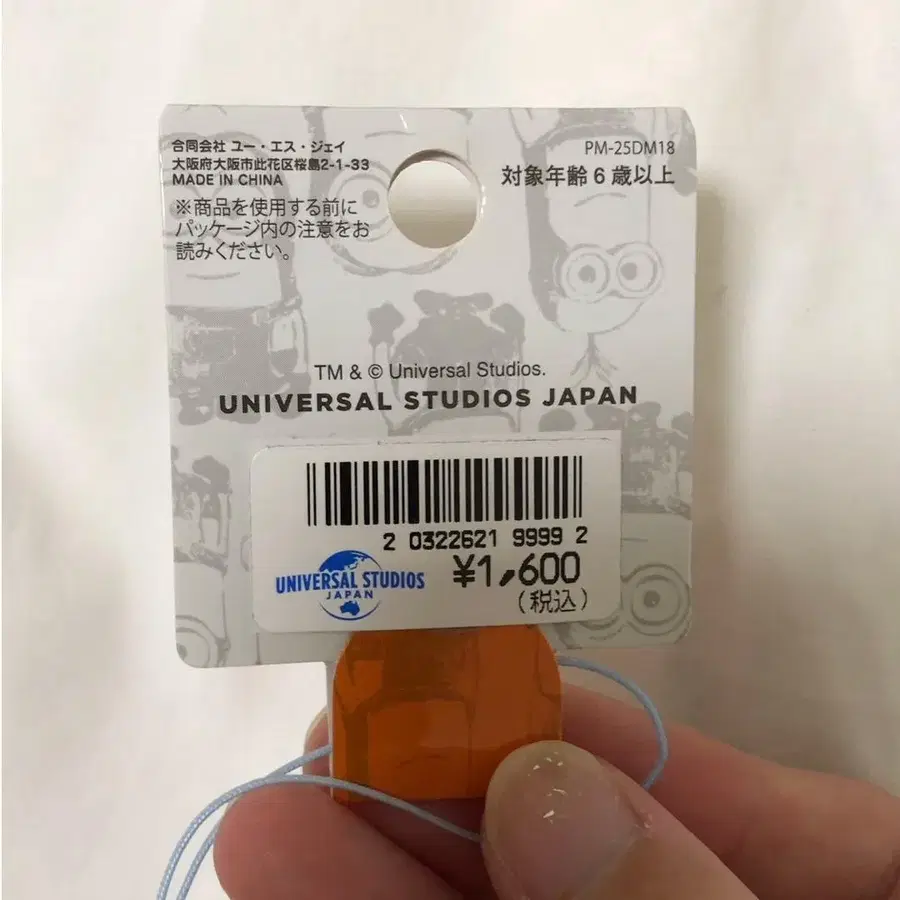 合同会社 ユー・エス・ジェイ
大阪府大阪市此花区桜島2-1-33
MADE IN CHINA
※商品を使用する前に
パッケージ内の注意をお
読みください。
PM-25DM18
対象年齢6歳以上
TM & © Universal Studios.
UNIVERSAL STUDIOS JAPAN
2 0322621 9999 2
UNIVERSAL STUDIOS
JAPAN
¥1,600
(税込)